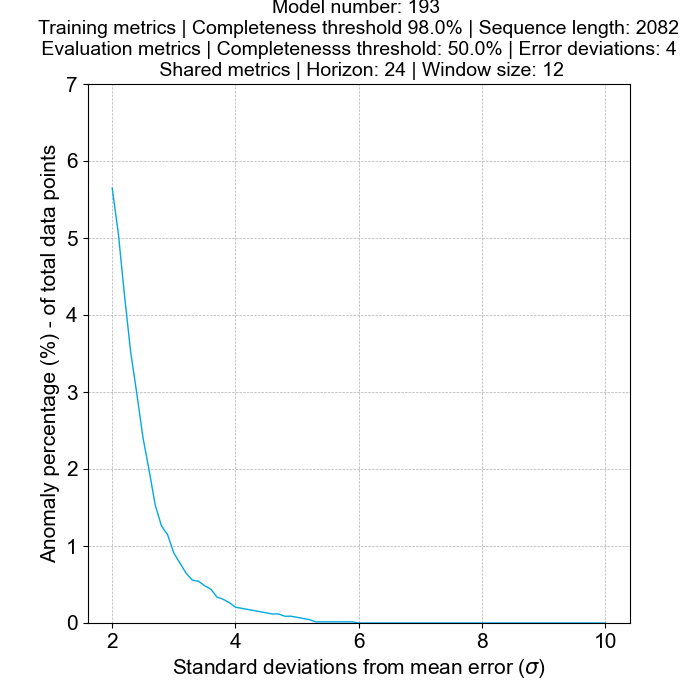 Model number: 193
Training metrics | Completeness threshold 98.0% | Sequence length: 2082
Evaluation metrics | Completenesss threshold: 50.0% | Error deviations: 4
Shared metrics | Horizon: 24 | Window size: 12
7
6
5
4
3
2
1
0
Anomaly percentage (%) - of total data points
2 4 6 8 10
Standard deviations from mean error (σ)